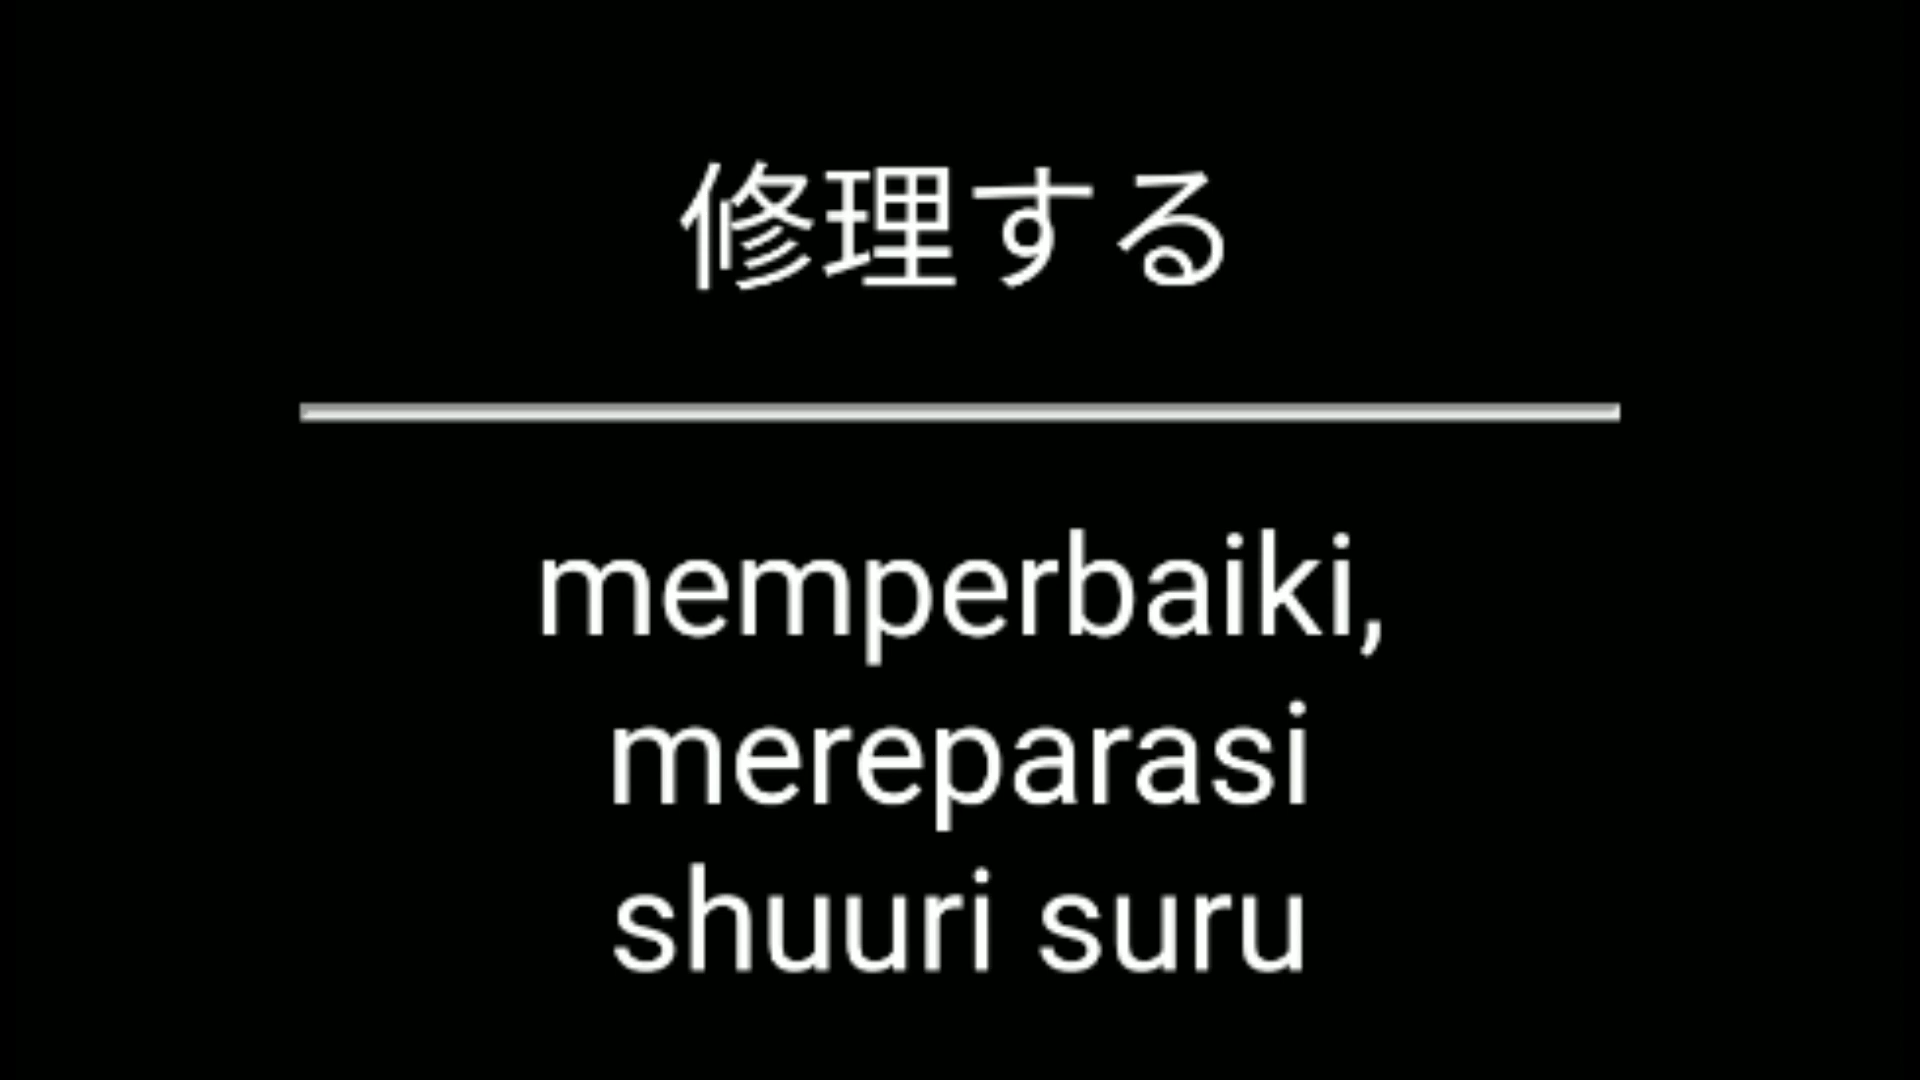 修理する
memperbaiki,
mereparasi
shuuri suru